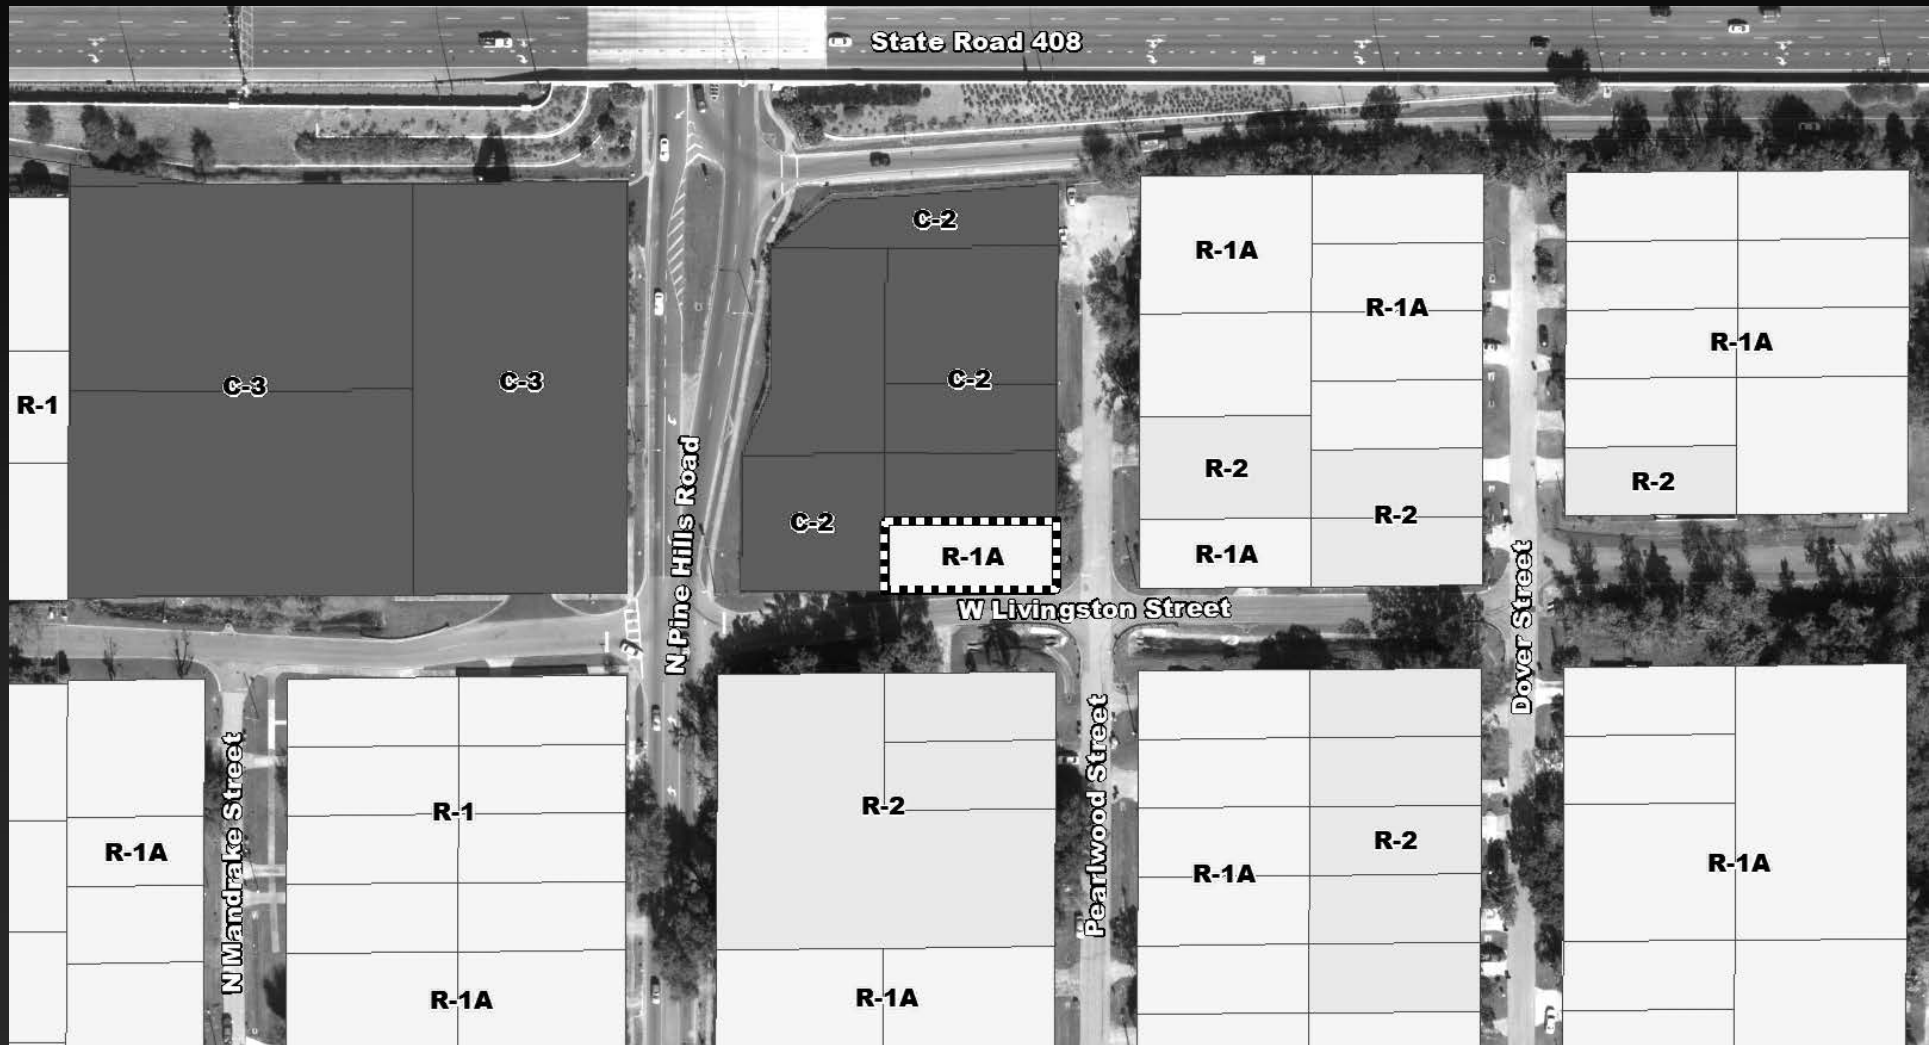 State Road 408
C-2
R-1A
R-1A
R-1A
C-3
C-3
C-2
R-1
R-2
R-2
C-2
R-2
R-1A
R-1A
N Pine Hills Road
W Livingston Street
Dover Street
R-2
R-1
R-2
R-1A
R-1A
R-1A
N Mandrake Street
Pearlwood Street
R-1A
R-1A